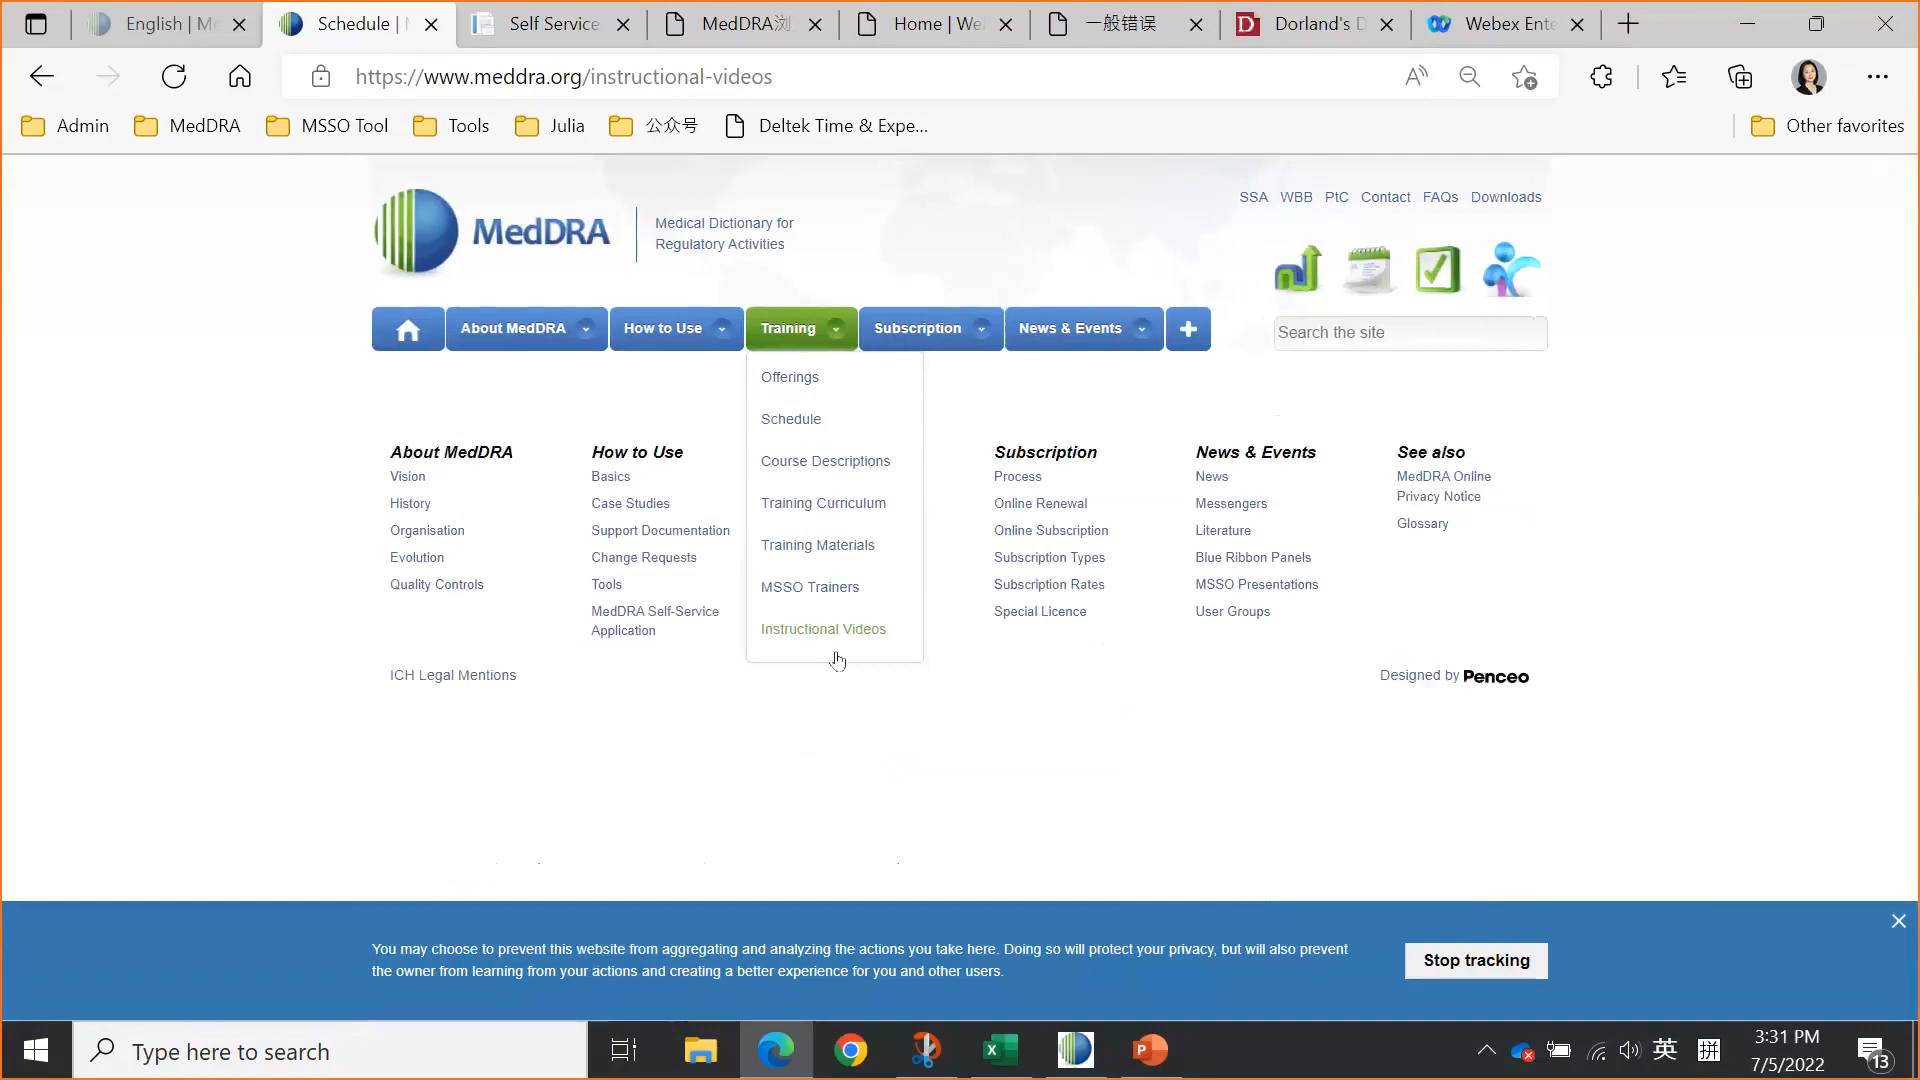 English | Me
Schedule | M
Self Service
MedDRA浏
Home | We
一般错误
Dorland's D
Webex Ente
https://www.meddra.org/instructional-videos
Admin
MedDRA
MSSO Tool
Tools
Julia
公众号
Deltek Time & Expe...
Other favorites
SSA WBB PtC Contact FAQs Downloads
MedDRA
Medical Dictionary for
Regulatory Activities
About MedDRA
How to Use
Training
Subscription
News & Events
Search the site
Offerings
Schedule
Course Descriptions
Training Curriculum
Training Materials
MSSO Trainers
Instructional Videos
About MedDRA
Vision
History
Organisation
Evolution
Quality Controls
How to Use
Basics
Case Studies
Support Documentation
Change Requests
Tools
MedDRA Self-Service
Application
Subscription
Process
Online Renewal
Online Subscription
Subscription Types
Subscription Rates
Special Licence
News & Events
News
Messengers
Literature
Blue Ribbon Panels
MSSO Presentations
User Groups
See also
MedDRA Online
Privacy Notice
Glossary
ICH Legal Mentions
Designed by Penceo
You may choose to prevent this website from aggregating and analyzing the actions you take here. Doing so will protect your privacy, but will also prevent
the owner from learning from your actions and creating a better experience for you and other users.
Stop tracking
Type here to search
英
拼
3:31 PM
7/5/2022
13